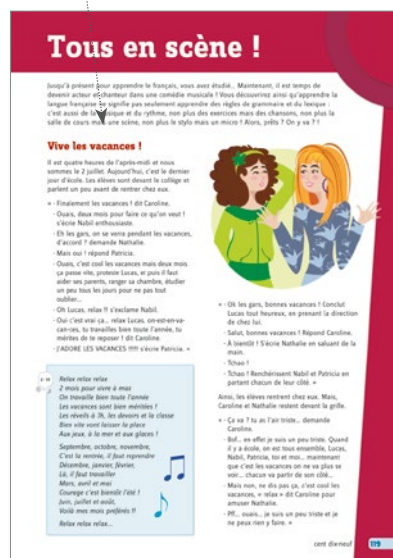 Tous en scène !
Jusqu'à présent pour apprendre le français, vous avez étudié... Maintenant, il est temps de
devenir acteur et chanteur dans une comédie musicale ! Vous découvrirez ainsi qu'apprendre la
langue française ne signifie pas seulement apprendre des règles de grammaire et du lexique :
c'est aussi de la musique et du rythme, non plus des exercices mais des chansons, non plus la
salle de cours mais une scène, non plus le stylo mais un micro ! Alors, prêts ? On y va ? !
Vive les vacances !
Il est quatre heures de l'après-midi et nous
sommes le 2 juillet. Aujourd'hui, c'est le dernier
jour d'école. Les élèves sont devant le collège et
parlent un peu avant de rentrer chez eux.
« - Finalement les vacances ! dit Caroline.
- Ouais, deux mois pour faire ce qu'on veut !
s'écrie Nabil enthousiaste.
- Eh les gars, on se verra pendant les vacances,
d'accord ? demande Nathalie.
- Mais oui ! répond Patricia.
- Ouais, c'est cool les vacances mais deux mois
ça passe vite, proteste Lucas, et puis il faut
aider ses parents, ranger sa chambre, étudier
un peu tous les jours pour ne pas tout
oublier...
- Oh Lucas, relax !! s'exclame Nabil.
- Oui c'est vrai ça... relax Lucas, on-est-en-va-
can-ces, tu travailles bien toute l'année, tu
mérites de te reposer ! dit Caroline.
- J'ADORE LES VACANCES !!!!! s'écrie Patricia. »
Relax relax relax
2 mois pour vivre à max
On travaille bien toute l'année
Les vacances sont bien méritées !
Les réveils à 7h, les devoirs et la classe
Bien vite vont laisser la place
Aux jeux, à la mer et aux glaces !
Septembre, octobre, novembre,
C'est la rentrée, il faut reprendre
Décembre, janvier, février,
Là, il faut travailler
Mars, avril et mai
Courage c'est bientôt l'été !
Juin, juillet et août,
Voilà mes mois préférés !!
Relax relax relax...
« - Ok les gars, bonnes vacances ! Conclut
Lucas tout heureux, en prenant la direction
de chez lui.
- Salut, bonnes vacances ! Répond Caroline.
- À bientôt ! S'écrie Nathalie en saluant de la
main.
- Tchao !
- Tchao ! Renchérissent Nabil et Patricia en
partant chacun de leur côté. »
Ainsi, les élèves rentrent chez eux. Mais,
Caroline et Nathalie restent devant la grille.
« - Ça va ? tu as l'air triste... demande
Caroline.
- Bof... en effet je suis un peu triste. Quand
il y a école, on est tous ensemble, Lucas,
Nabil, Patricia, toi et moi... maintenant
que c'est les vacances on ne va plus se
voir... chacun va partir de son côté...
- Mais non, ne dis pas ça, c'est cool les
vacances, « relax » dit Caroline pour
amuser Nathalie.
- Pff... ouais... je suis un peu triste et je
ne peux rien y faire. »
cent dix-neuf 119